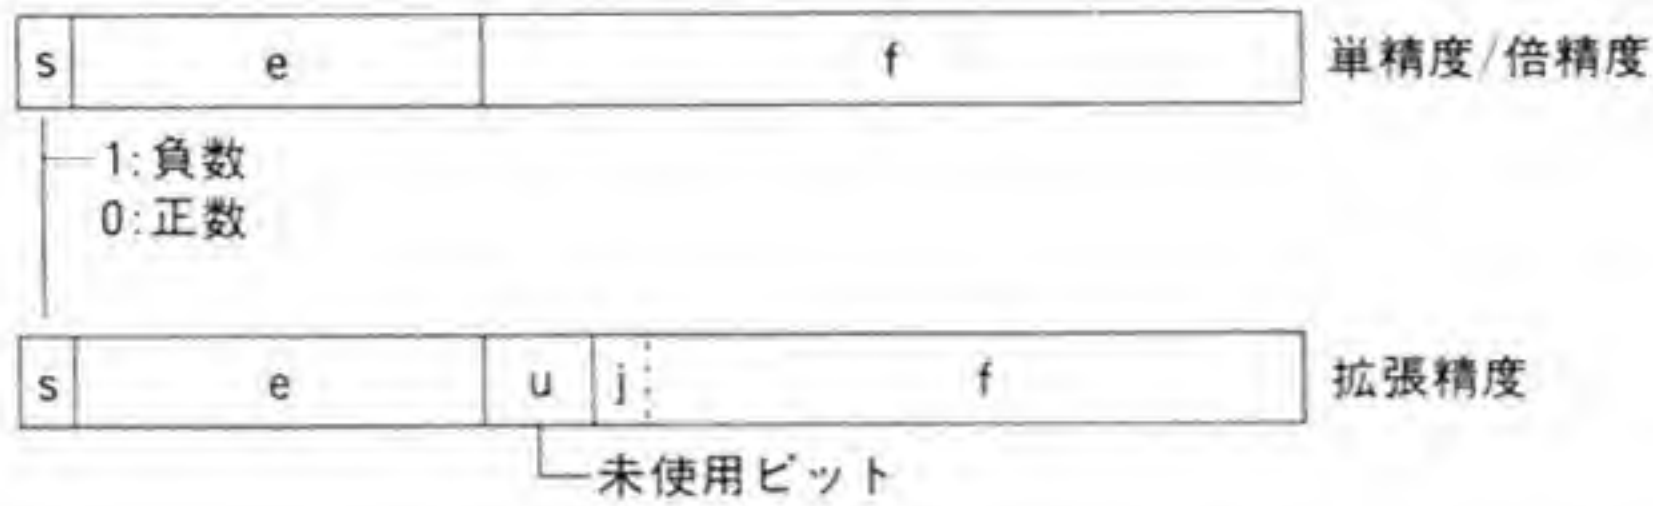 s e f 単精度/倍精度
1:負数
0:正数
s e u j f 拡張精度
未使用ビット